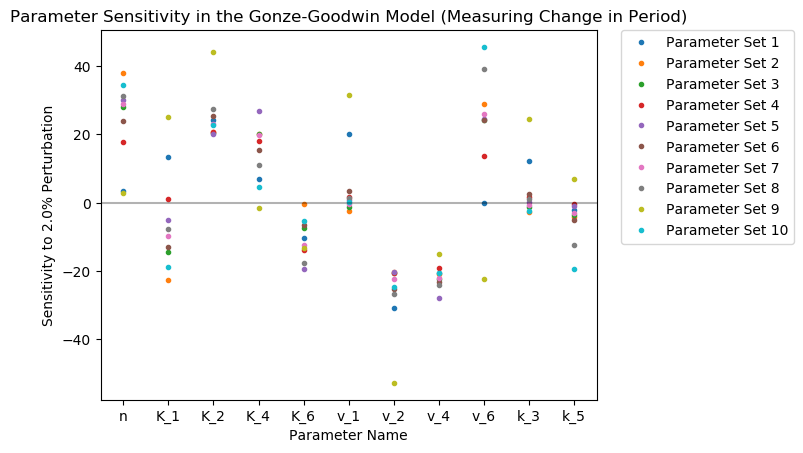 Parameter Sensitivity in the Gonze-Goodwin Model (Measuring Change in Period)
Sensitivity to 2.0% Perturbation
40
20
0
−20
−40
n K_1 K_2 K_4 K_6 v_1 v_2 v_4 v_6 k_3 k_5
Parameter Name
Parameter Set 1
Parameter Set 2
Parameter Set 3
Parameter Set 4
Parameter Set 5
Parameter Set 6
Parameter Set 7
Parameter Set 8
Parameter Set 9
Parameter Set 10